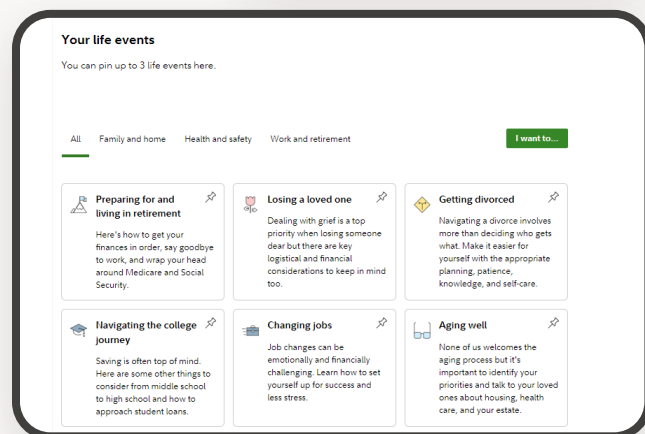 Your life events
You can pin up to 3 life events here.
All Family and home Health and safety Work and retirement I want to...
Preparing for and
living in retirement
Here's how to get your
finances in order, say goodbye
to work, and wrap your head
around Medicare and Social
Security.
Losing a loved one
Dealing with grief is a top
priority when losing someone
dear but there are key
logistical and financial
considerations to keep in mind
too.
Getting divorced
Navigating a divorce involves
more than deciding who gets
what. Make it easier for
yourself with the appropriate
planning, patience,
knowledge, and self-care.
Navigating the college
journey
Saving is often top of mind.
Here are some other things to
consider from middle school
to high school and how to
approach student loans.
Changing jobs
Job changes can be
emotionally and financially
challenging. Learn how to set
yourself up for success and
less stress.
Aging well
None of us welcomes the
aging process but it's
important to identify your
priorities and talk to your loved
ones about housing, health
care, and your estate.